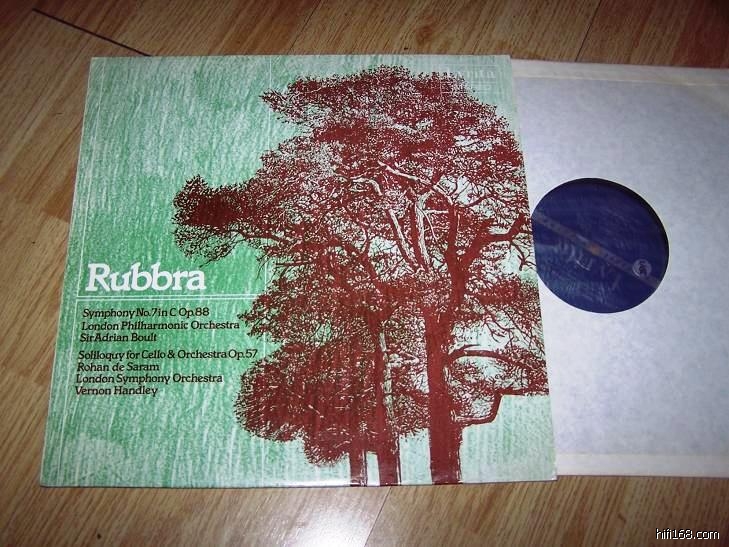 Rubbra
Symphony No.7 in C Op.88
London Philharmonic Orchestra
Sir Adrian Boult
Soliloquy for Cello & Orchestra Op.57
Rohan de Saram
London Symphony Orchestra
Vernon Handley
hifi168.com